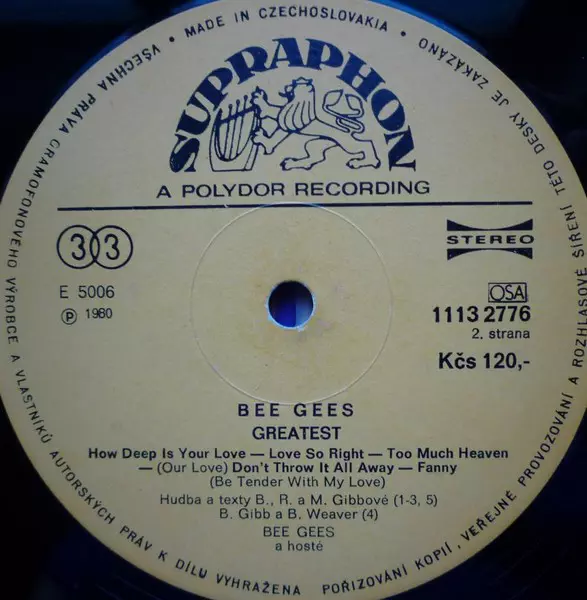 • MADE IN CZECHOSLOVAKIA •
VŠECHNA PRÁVA GRAMOFONOVÉHO VÝROBCE A VLASTNÍKŮ AUTORSKÝCH PRÁV K DÍLU VYHRAŽENA POŘIZOVÁNÍ KOPIÍ, VEŘEJNÉ PROVOZOVÁNÍ A ROZHLASOVÉ ŠÍŘENÍ TÉTO DESKY JE ZAKÁZÁNO
SUPRAPHON
A POLYDOR RECORDING
33
STEREO
E 5006
OSA
Ⓟ 1980
1113 2776
2. strana
Kčs 120,-
BEE GEES
GREATEST
How Deep Is Your Love — Love So Right — Too Much Heaven
— (Our Love) Don't Throw It All Away — Fanny
(Be Tender With My Love)
Hudba a texty B., R. a M. Gibbové (1-3, 5)
B. Gibb a B. Weaver (4)
BEE GEES
a hosté